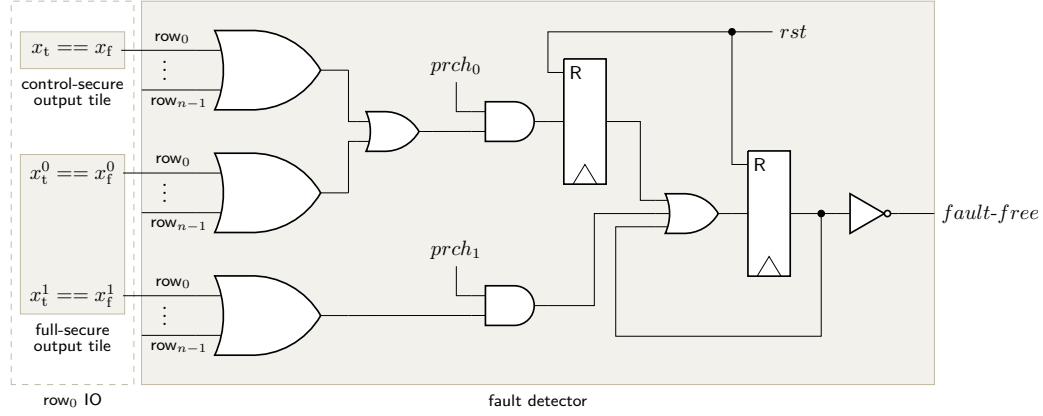 x_t == x_f
control-secure
output tile
x_t^0 == x_f^0
x_t^1 == x_f^1
full-secure
output tile
row_0 IO
row_0
⋮
row_{n−1}
row_0
⋮
row_{n−1}
row_0
⋮
row_{n−1}
prch_0
prch_1
R
rst
R
fault-free
fault detector